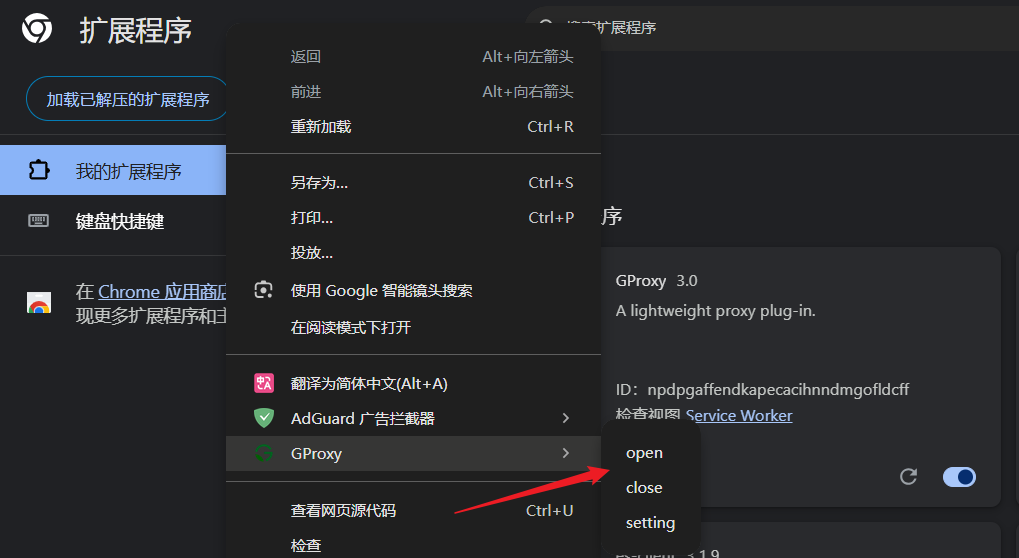 扩展程序
搜索扩展程序
加载已解压的扩展程序
我的扩展程序
键盘快捷键
在 Chrome 应用商店
现更多扩展程序和主
返回 Alt+向左箭头
前进 Alt+向右箭头
重新加载 Ctrl+R
另存为... Ctrl+S
打印... Ctrl+P
投放...
使用 Google 智能镜头搜索
在阅读模式下打开
翻译为简体中文(Alt+A)
AdGuard 广告拦截器
GProxy
查看网页源代码 Ctrl+U
检查
open
close
setting
序
GProxy 3.0
A lightweight proxy plug-in.
ID：npdpgaffendkapecacihnndmgofldcff
检查视图 Service Worker
3.1.9